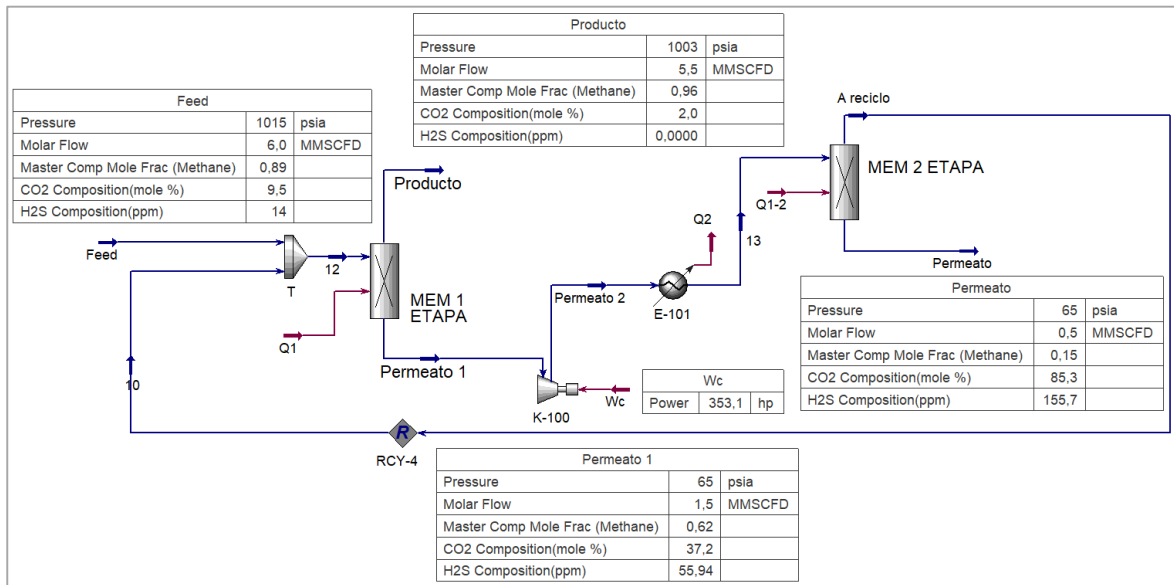 Producto
Pressure 1003 psia
Molar Flow 5,5 MMSCFD
Master Comp Mole Frac (Methane) 0,96
CO2 Composition(mole %) 2,0
H2S Composition(ppm) 0,0000
Feed
Pressure 1015 psia
Molar Flow 6,0 MMSCFD
Master Comp Mole Frac (Methane) 0,89
CO2 Composition(mole %) 9,5
H2S Composition(ppm) 14
A reciclo
MEM 2 ETAPA
Producto
Q1-2
Q2
13
Feed
12
T
MEM 1
ETAPA
Permeato 2
E-101
Permeato
Q1
Permeato
Pressure 65 psia
Molar Flow 0,5 MMSCFD
Master Comp Mole Frac (Methane) 0,15
CO2 Composition(mole %) 85,3
H2S Composition(ppm) 155,7
Permeato 1
10
K-100
Wc
Wc
Power 353,1 hp
R
RCY-4
Permeato 1
Pressure 65 psia
Molar Flow 1,5 MMSCFD
Master Comp Mole Frac (Methane) 0,62
CO2 Composition(mole %) 37,2
H2S Composition(ppm) 55,94